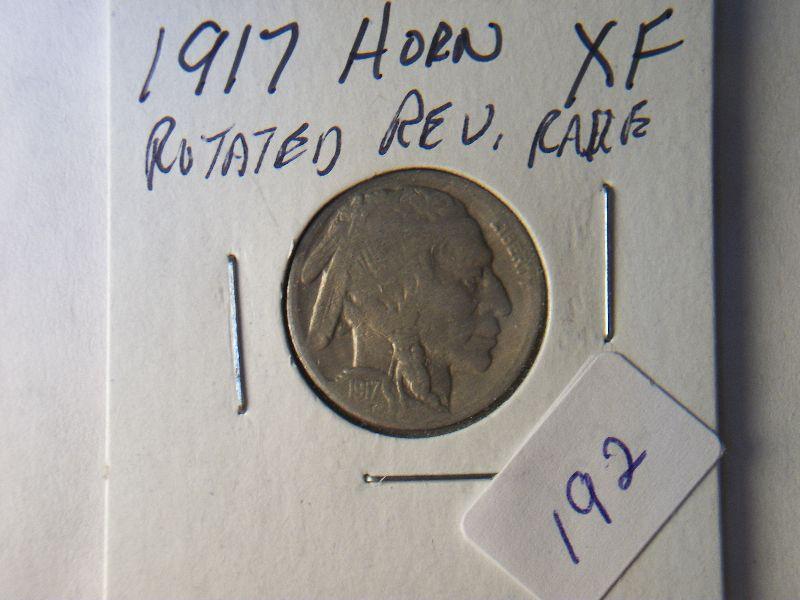 1917 HORN XF
ROTATED REV. RARE
LIBERTY
1917
192